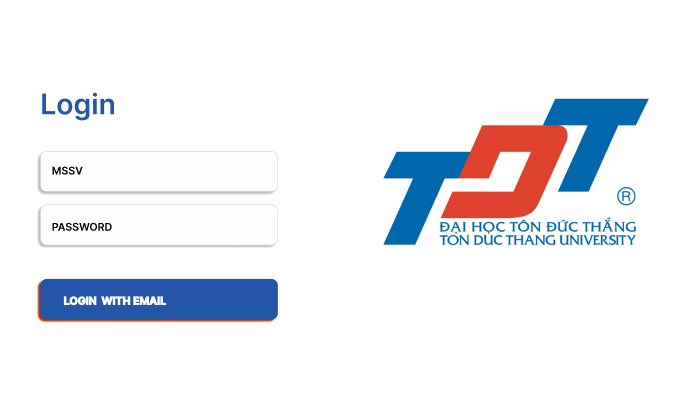 Login
MSSV
PASSWORD
LOGIN WITH EMAIL
TDT
®
ĐẠI HỌC TÔN ĐỨC THẮNG
TON DUC THANG UNIVERSITY